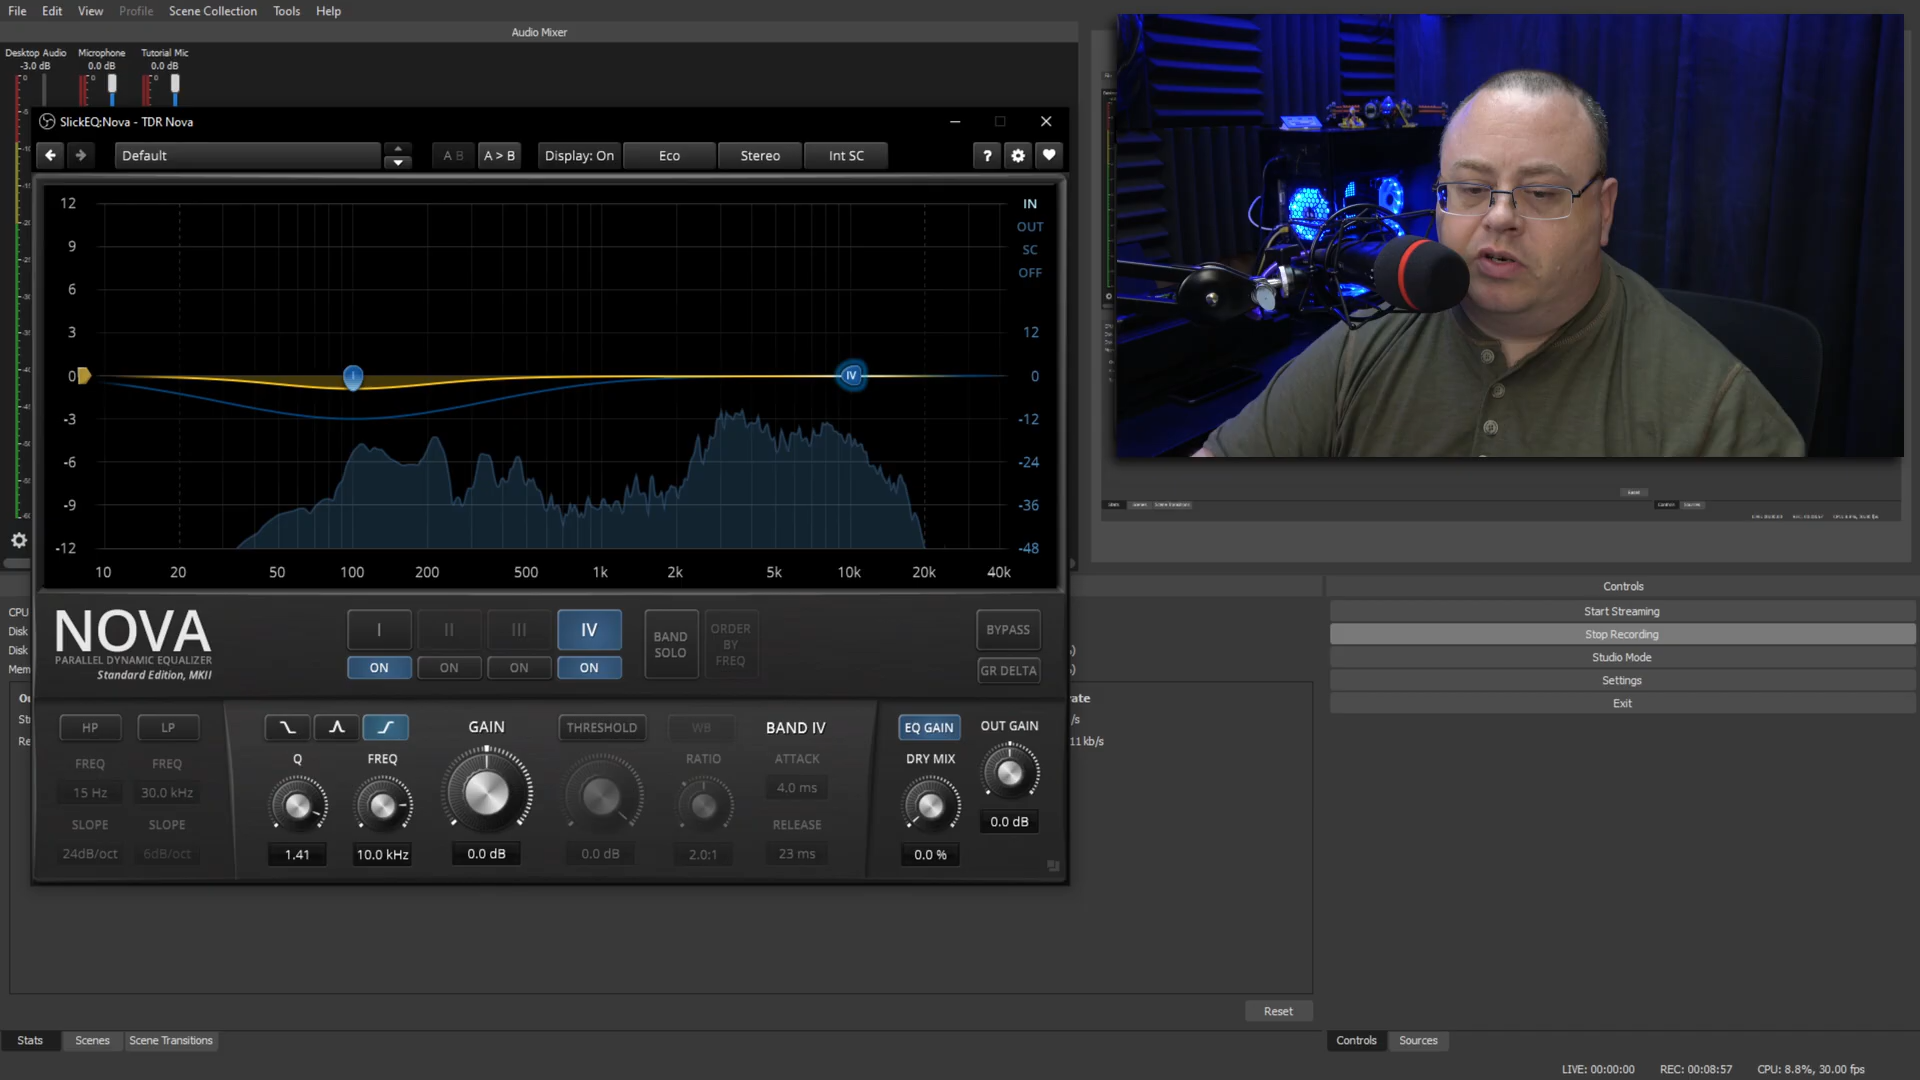 File Edit View Profile Scene Collection Tools Help
Audio Mixer
Desktop Audio Microphone Tutorial Mic
-3.0 dB 0.0 dB 0.0 dB
SlickEQ:Nova - TDR Nova
Default A B A > B Display: On Eco Stereo Int SC ?
12 IN
9 OUT
SC
6 OFF
3 12
0 I IV 0
-3 -12
-6 -24
-9 -36
-12 -48
10 20 50 100 200 500 1k 2k 5k 10k 20k 40k
NOVA
PARALLEL DYNAMIC EQUALIZER
Standard Edition, MKII
I II III IV
ON ON ON ON
BAND SOLO
ORDER BY FREQ
BYPASS
GR DELTA
HP LP GAIN THRESHOLD WB BAND IV EQ GAIN OUT GAIN
FREQ FREQ Q FREQ RATIO ATTACK DRY MIX
15 Hz 30.0 kHz 4.0 ms
SLOPE SLOPE RELEASE 0.0 dB
24dB/oct 6dB/oct 1.41 10.0 kHz 0.0 dB 0.0 dB 2.0:1 23 ms 0.0 %
CPU
Disk
Disk
Mem
Controls
Start Streaming
Stop Recording
Studio Mode
Settings
Exit
11 kb/s
Reset
Stats Scenes Scene Transitions
Controls Sources
LIVE: 00:00:00 REC: 00:08:57 CPU: 8.8%, 30.00 fps